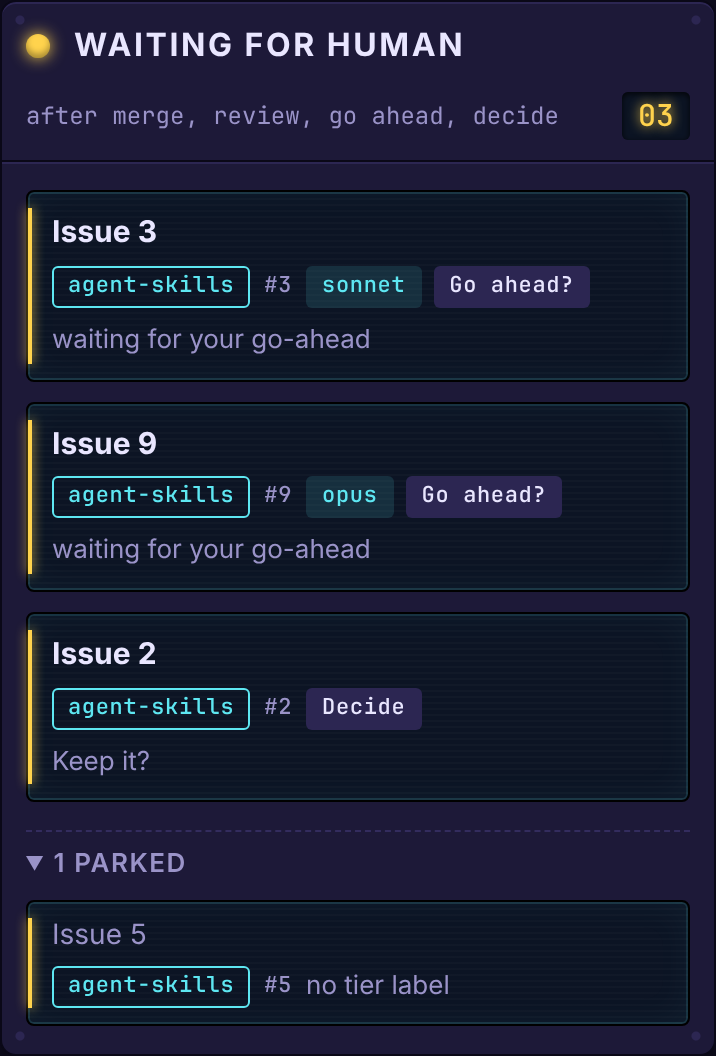 WAITING FOR HUMAN
after merge, review, go ahead, decide 03
Issue 3
agent-skills #3 sonnet Go ahead?
waiting for your go-ahead
Issue 9
agent-skills #9 opus Go ahead?
waiting for your go-ahead
Issue 2
agent-skills #2 Decide
Keep it?
▼ 1 PARKED
Issue 5
agent-skills #5 no tier label